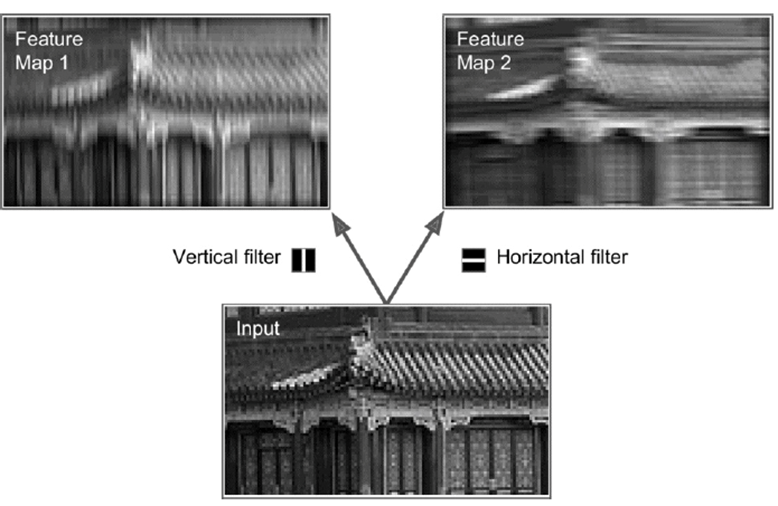 Feature
Map 1
Feature
Map 2
Vertical filter
Horizontal filter
Input